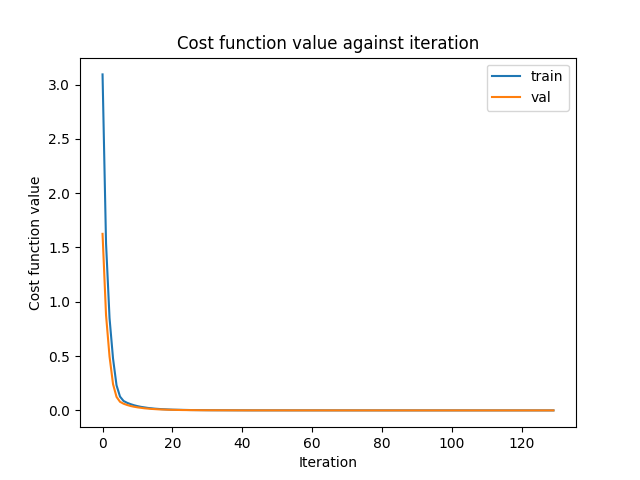 Cost function value against iteration
train
val
Cost function value
3.0
2.5
2.0
1.5
1.0
0.5
0.0
0 20 40 60 80 100 120
Iteration